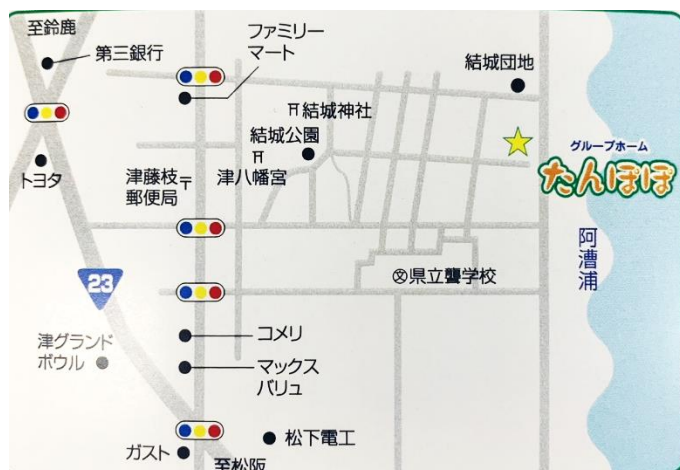 至鈴鹿
第三銀行
ファミリー
マート
結城団地
结城神社
結城公園
トヨタ
津藤枝
郵便局
津八幡宮
グループホーム
たんぽぽ
阿漕浦
23
県立聾学校
津グランド
ボウル
コメリ
マックス
バリュ
ガスト
松下電工
至松阪